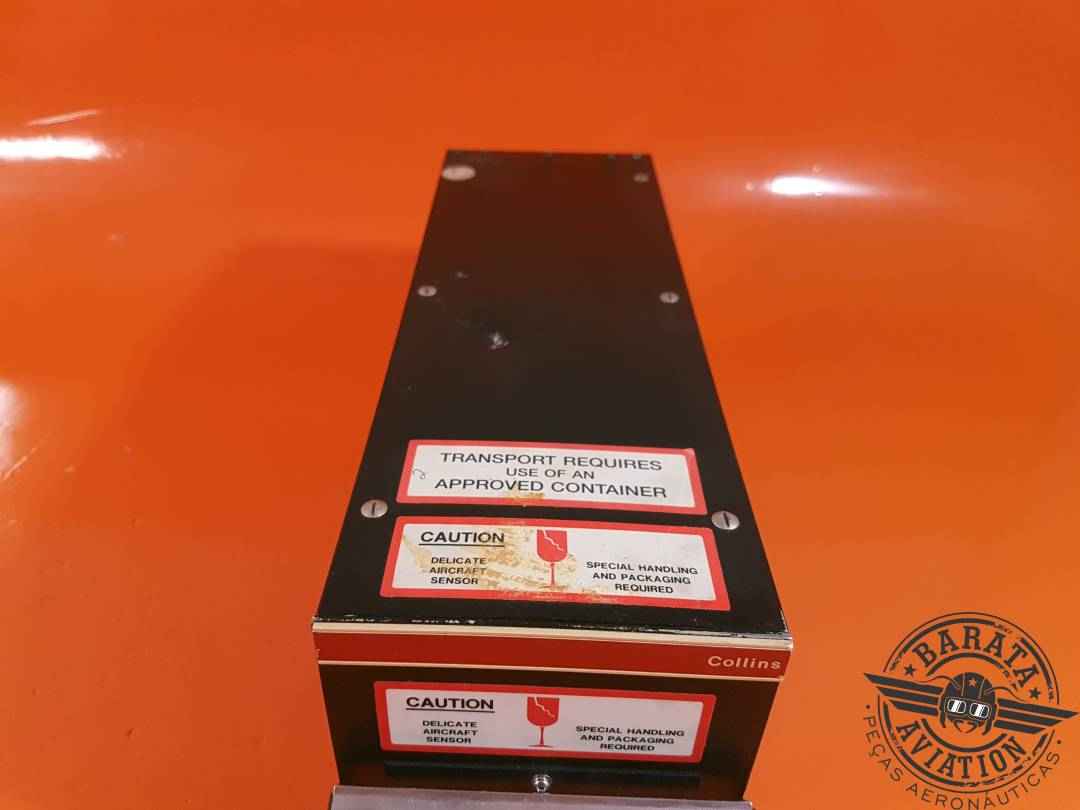 TRANSPORT REQUIRES
USE OF AN
APPROVED CONTAINER
CAUTION
DELICATE
AIRCRAFT
SENSOR
SPECIAL HANDLING
AND PACKAGING
REQUIRED
Collins
CAUTION
DELICATE
AIRCRAFT
SENSOR
SPECIAL HANDLING
AND PACKAGING
REQUIRED
BARATA
AVIATION
PEÇAS AERONÁUTICAS